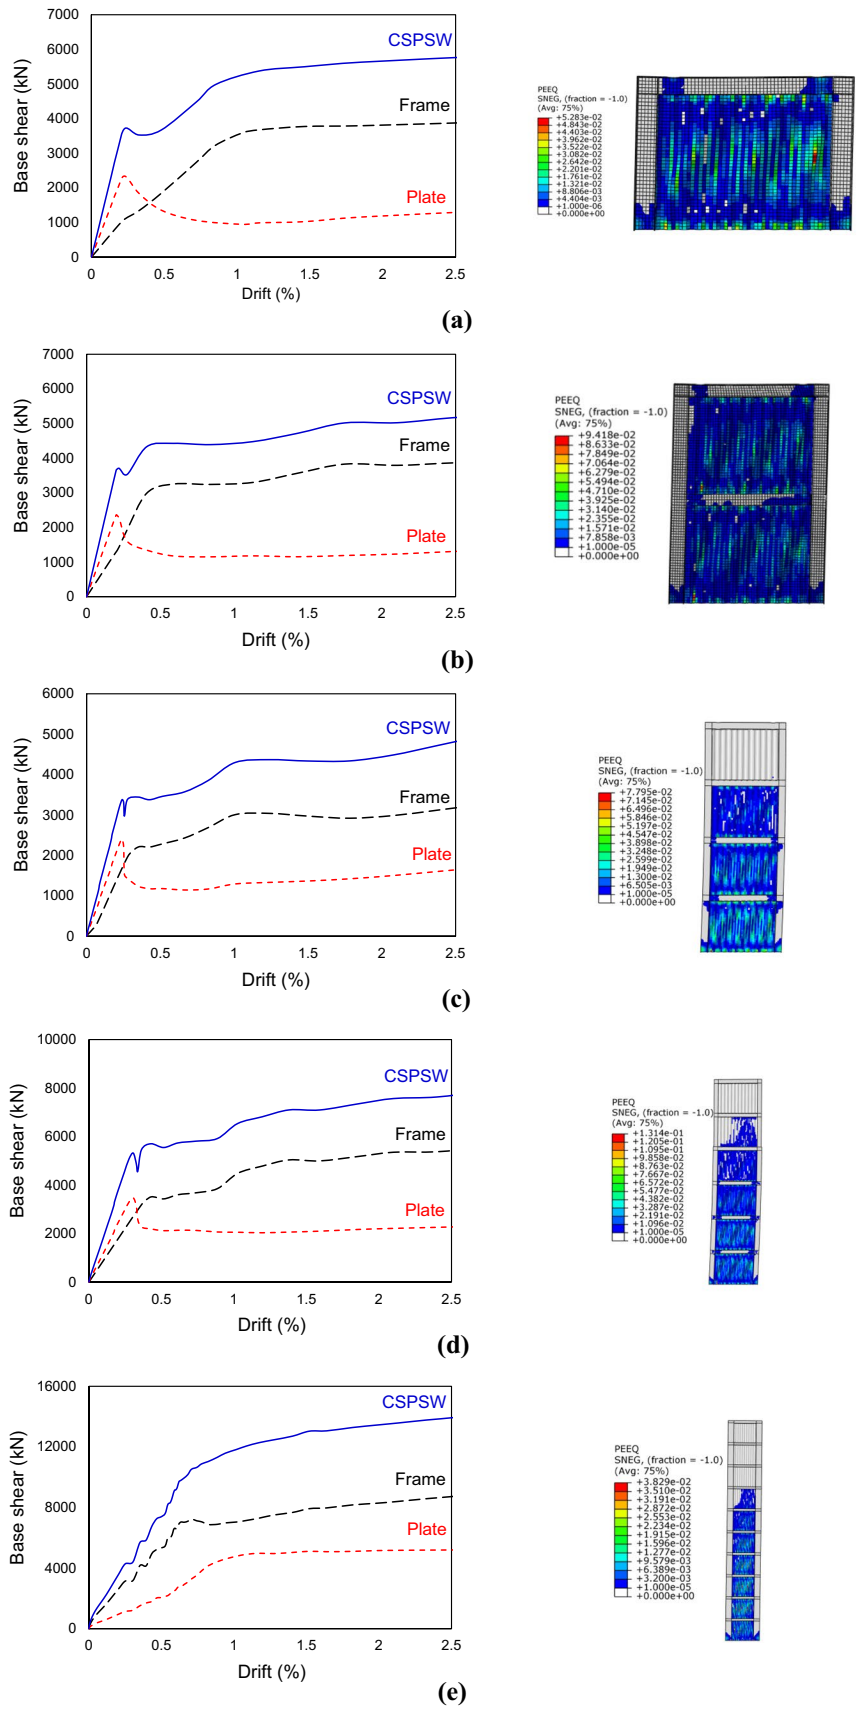 7000
6000
5000
4000
3000
2000
1000
0
Base shear (kN)
CSPSW
Frame
Plate
0 0.5 1 1.5 2 2.5
Drift (%)
PEEQ
SNEG, (fraction = -1.0)
(Avg: 75%)
+5.283e-02
+4.843e-02
+4.403e-02
+3.962e-02
+3.522e-02
+3.082e-02
+2.642e-02
+2.201e-02
+1.761e-02
+1.321e-02
+8.806e-03
+4.404e-03
+1.000e-06
+0.000e+00
(a)
7000
6000
5000
4000
3000
2000
1000
0
Base shear (kN)
CSPSW
Frame
Plate
0 0.5 1 1.5 2 2.5
Drift (%)
PEEQ
SNEG, (fraction = -1.0)
(Avg: 75%)
+9.418e-02
+8.633e-02
+7.849e-02
+7.064e-02
+6.279e-02
+5.494e-02
+4.710e-02
+3.925e-02
+3.140e-02
+2.355e-02
+1.571e-02
+7.858e-03
+1.000e-05
+0.000e+00
(b)
6000
5000
4000
3000
2000
1000
0
Base shear (kN)
CSPSW
Frame
Plate
0 0.5 1 1.5 2 2.5
Drift (%)
PEEQ
SNEG, (fraction = -1.0)
(Avg: 75%)
+7.795e-02
+7.145e-02
+6.496e-02
+5.846e-02
+5.197e-02
+4.547e-02
+3.898e-02
+3.248e-02
+2.599e-02
+1.949e-02
+1.300e-02
+6.505e-03
+1.000e-05
+0.000e+00
(c)
10000
8000
6000
4000
2000
0
Base shear (kN)
CSPSW
Frame
Plate
0 0.5 1 1.5 2 2.5
Drift (%)
PEEQ
SNEG, (fraction = -1.0)
(Avg: 75%)
+1.314e-01
+1.205e-01
+1.095e-01
+9.858e-02
+8.763e-02
+7.667e-02
+6.572e-02
+5.477e-02
+4.382e-02
+3.287e-02
+2.191e-02
+1.096e-02
+1.000e-05
+0.000e+00
(d)
16000
12000
8000
4000
0
Base shear (kN)
CSPSW
Frame
Plate
0 0.5 1 1.5 2 2.5
Drift (%)
PEEQ
SNEG, (fraction = -1.0)
(Avg: 75%)
+3.829e-02
+3.510e-02
+3.191e-02
+2.872e-02
+2.553e-02
+2.234e-02
+1.915e-02
+1.596e-02
+1.277e-02
+9.579e-03
+6.389e-03
+3.200e-03
+1.000e-05
+0.000e+00
(e)